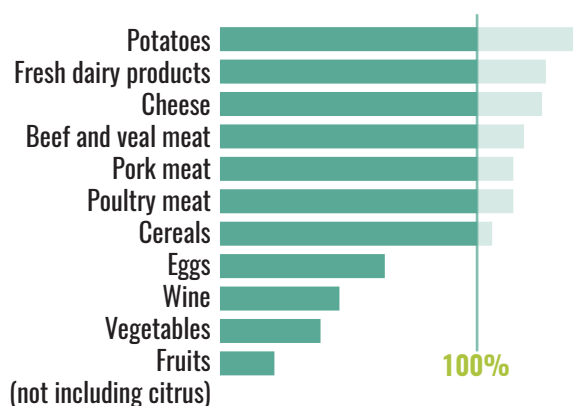 Potatoes
Fresh dairy products
Cheese
Beef and veal meat
Pork meat
Poultry meat
Cereals
Eggs
Wine
Vegetables
Fruits
(not including citrus)
100%